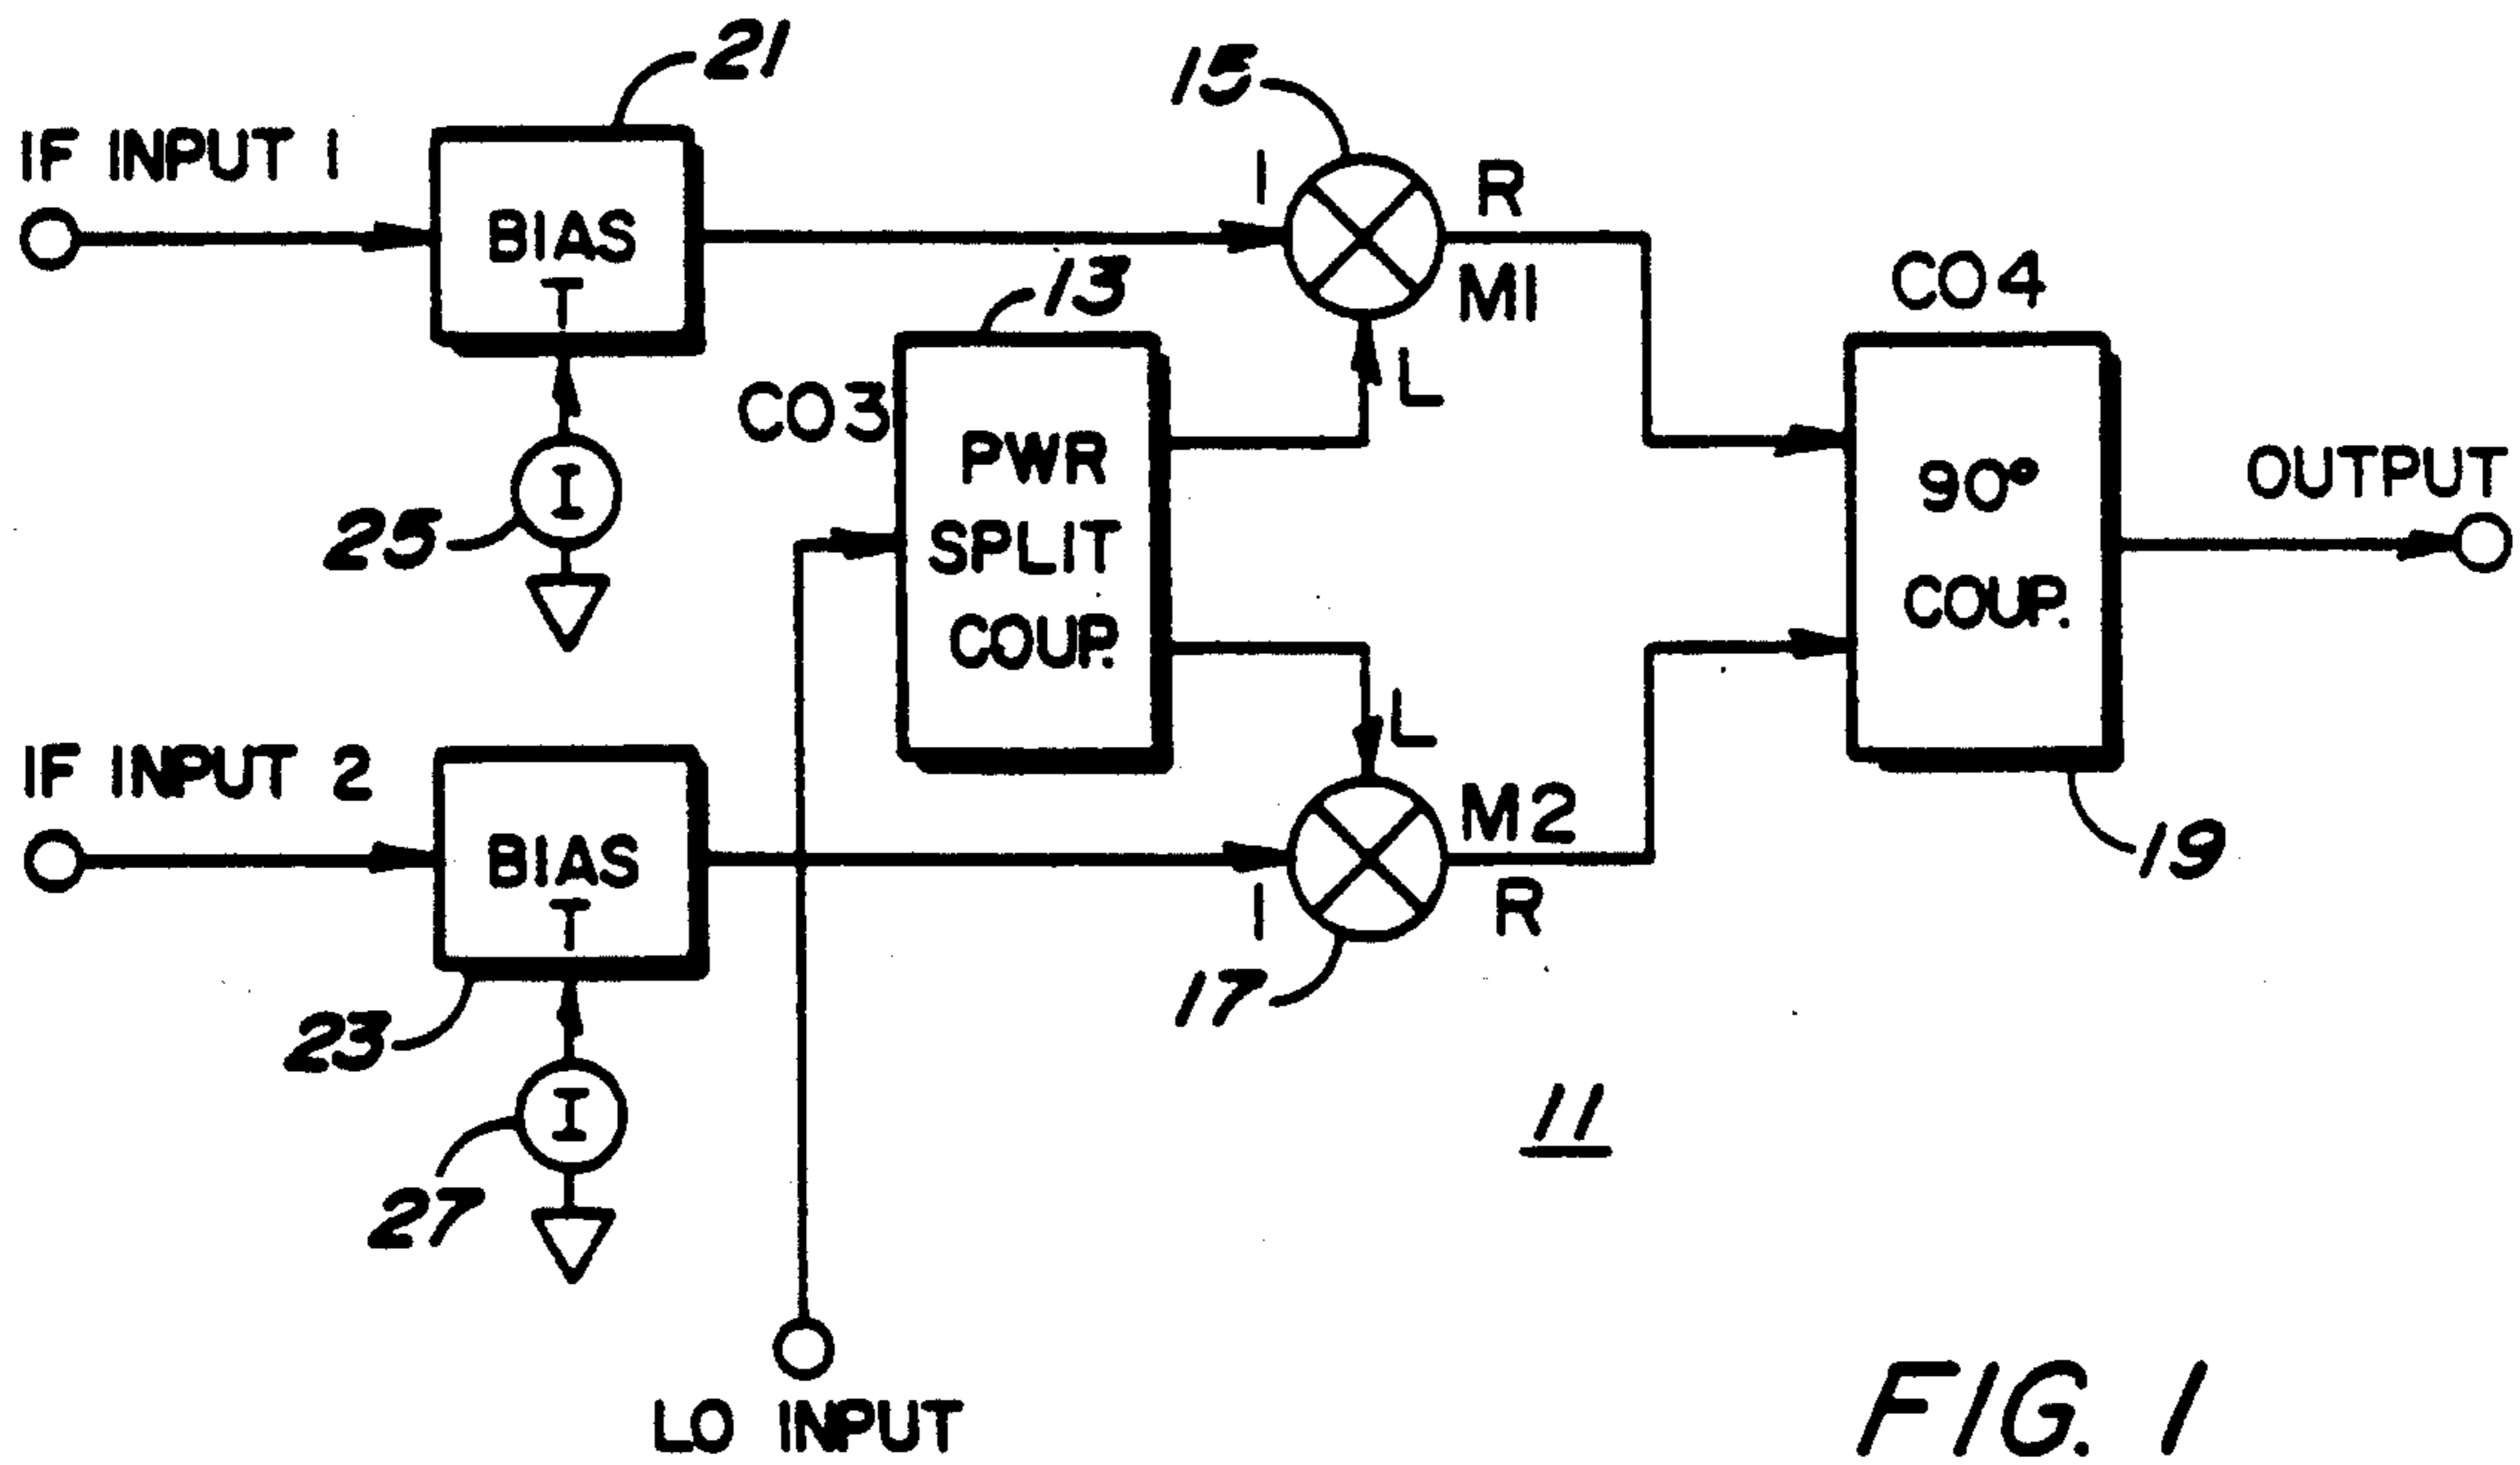 21
15
IF INPUT 1
I
R
BIAS
T
13
M1
CO4
L
CO3
PWR
SPLIT
COUP.
90°
COUP.
OUTPUT
I
25
L
IF INPUT 2
M2
BIAS
T
19
I
R
17
23
I
27
11
LO INPUT
FIG. 1